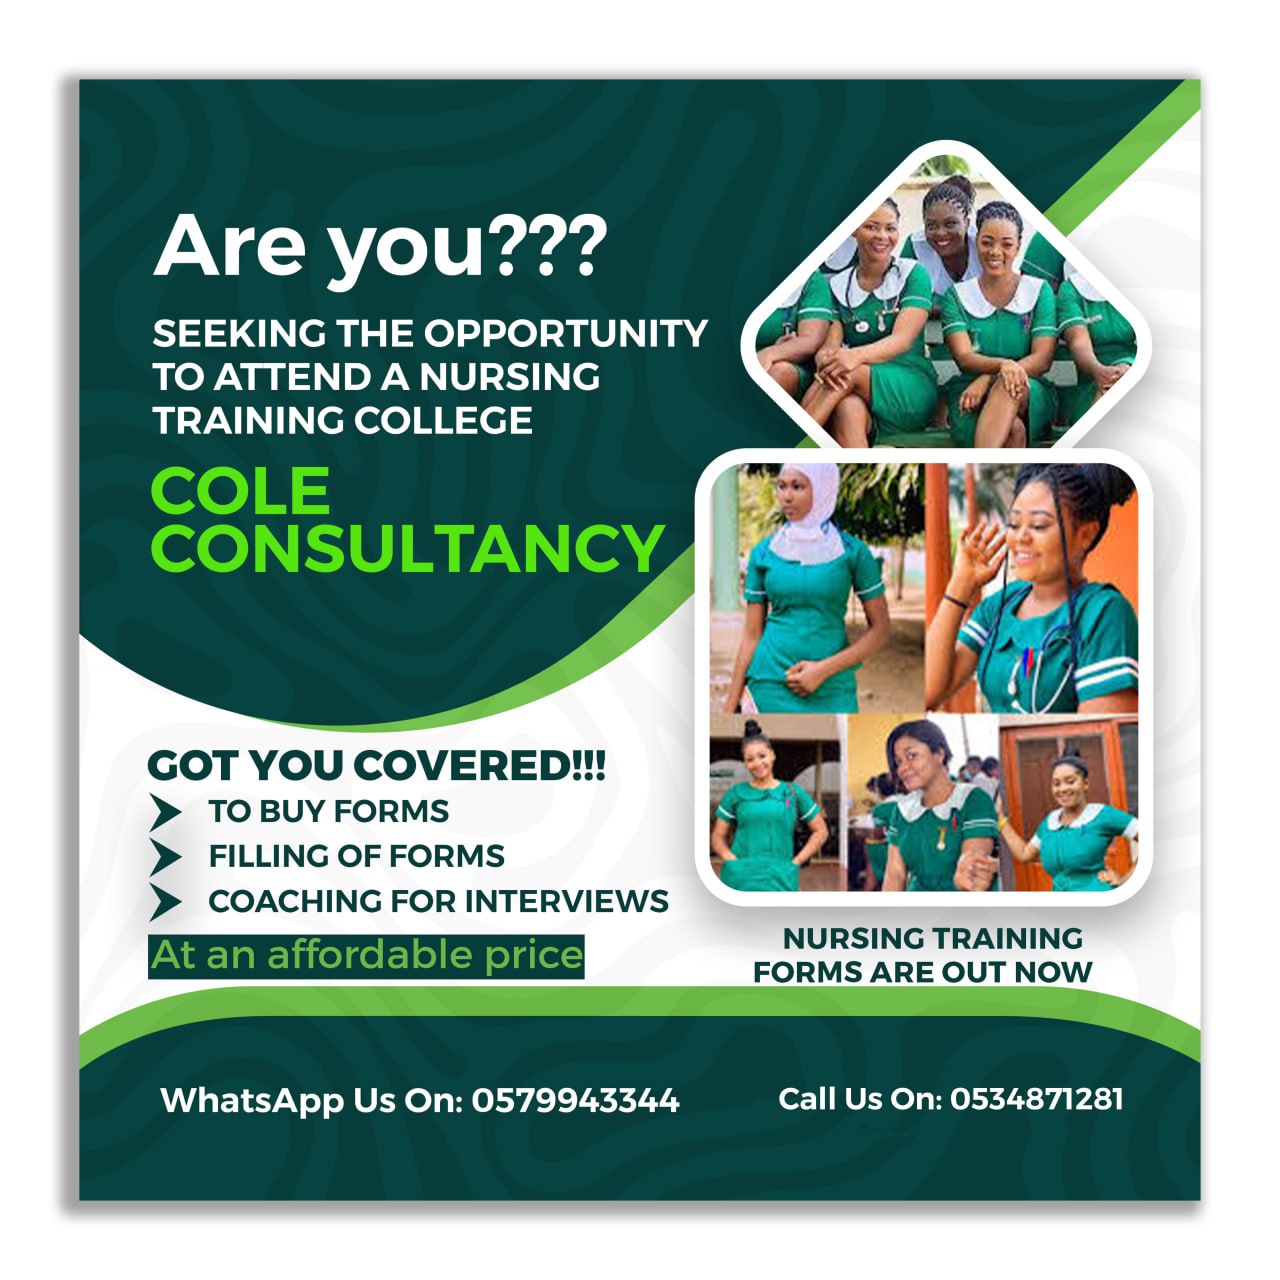 Are you???
SEEKING THE OPPORTUNITY
TO ATTEND A NURSING
TRAINING COLLEGE
COLE
CONSULTANCY
GOT YOU COVERED!!!
TO BUY FORMS
FILLING OF FORMS
COACHING FOR INTERVIEWS
At an affordable price
NURSING TRAINING
FORMS ARE OUT NOW
WhatsApp Us On: 0579943344
Call Us On: 0534871281